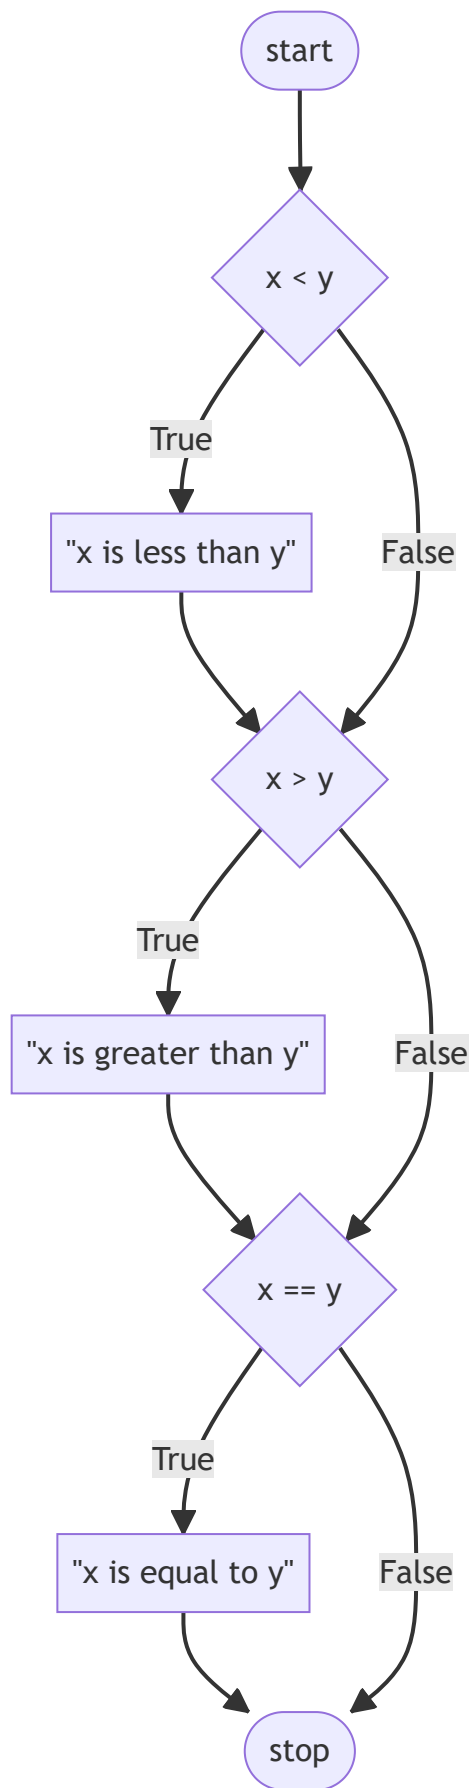 start
x < y
True
"x is less than y"
False
x > y
True
"x is greater than y"
False
x == y
True
"x is equal to y"
False
stop